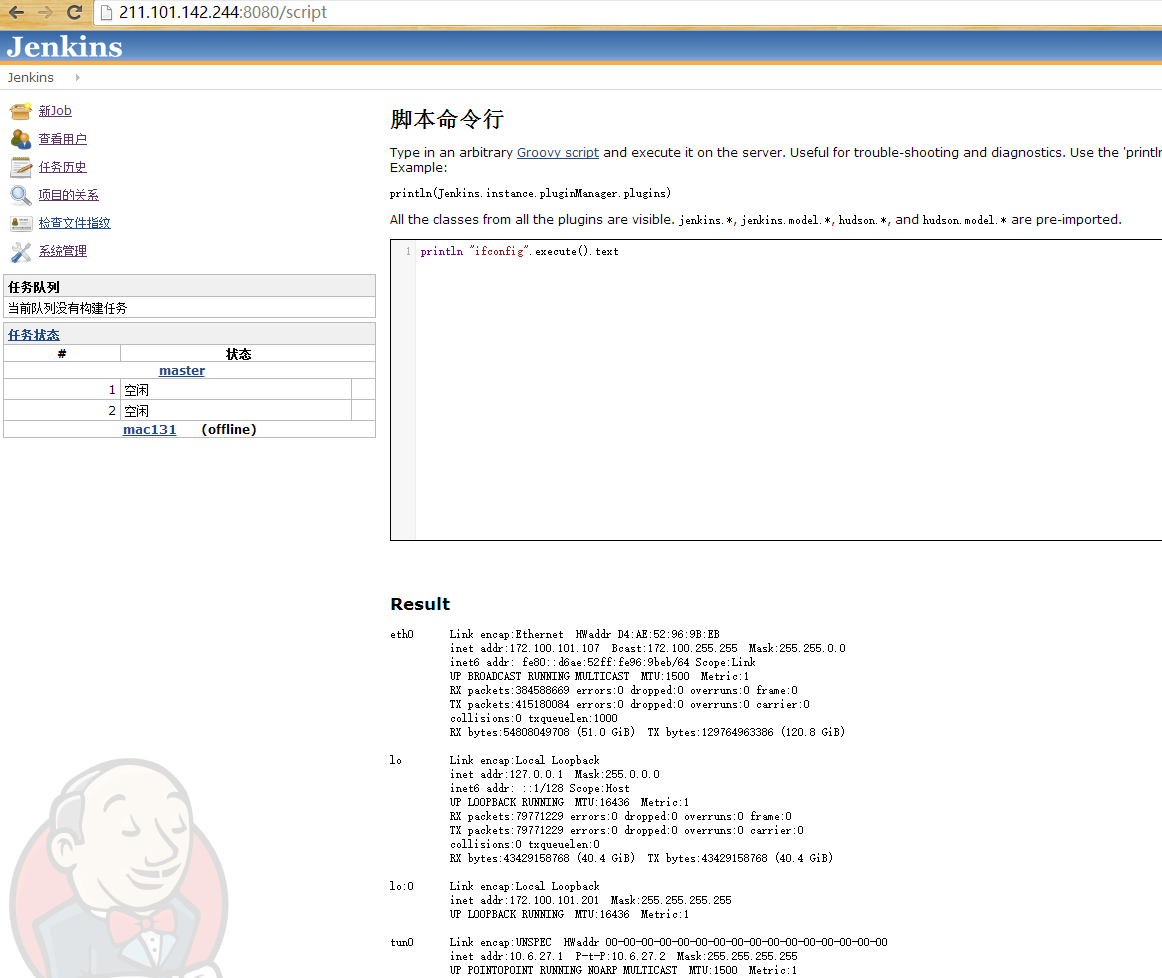 211.101.142.244:8080/script
Jenkins
Jenkins
新Job
查看用户
任务历史
项目的关系
检查文件指纹
系统管理
任务队列
当前队列没有构建任务
任务状态
# 状态
master
1 空闲
2 空闲
mac131 (offline)
脚本命令行
Type in an arbitrary Groovy script and execute it on the server. Useful for trouble-shooting and diagnostics. Use the 'println
Example:
println(Jenkins.instance.pluginManager.plugins)
All the classes from all the plugins are visible. jenkins.*, jenkins.model.*, hudson.*, and hudson.model.* are pre-imported.
1 println "ifconfig".execute().text
Result
eth0 Link encap:Ethernet HWaddr D4:AE:52:96:9B:EB
inet addr:172.100.101.107 Bcast:172.100.255.255 Mask:255.255.0.0
inet6 addr: fe80::d6ae:52ff:fe96:9beb/64 Scope:Link
UP BROADCAST RUNNING MULTICAST MTU:1500 Metric:1
RX packets:384588669 errors:0 dropped:0 overruns:0 frame:0
TX packets:415180084 errors:0 dropped:0 overruns:0 carrier:0
collisions:0 txqueuelen:1000
RX bytes:54808049708 (51.0 GiB) TX bytes:129764963386 (120.8 GiB)
lo Link encap:Local Loopback
inet addr:127.0.0.1 Mask:255.0.0.0
inet6 addr: ::1/128 Scope:Host
UP LOOPBACK RUNNING MTU:16436 Metric:1
RX packets:79771229 errors:0 dropped:0 overruns:0 frame:0
TX packets:79771229 errors:0 dropped:0 overruns:0 carrier:0
collisions:0 txqueuelen:0
RX bytes:43429158768 (40.4 GiB) TX bytes:43429158768 (40.4 GiB)
lo:0 Link encap:Local Loopback
inet addr:172.100.101.201 Mask:255.255.255.255
UP LOOPBACK RUNNING MTU:16436 Metric:1
tun0 Link encap:UNSPEC HWaddr 00-00-00-00-00-00-00-00-00-00-00-00-00-00-00-00
inet addr:10.6.27.1 P-t-P:10.6.27.2 Mask:255.255.255.255
UP POINTOPOINT RUNNING NOARP MULTICAST MTU:1500 Metric:1